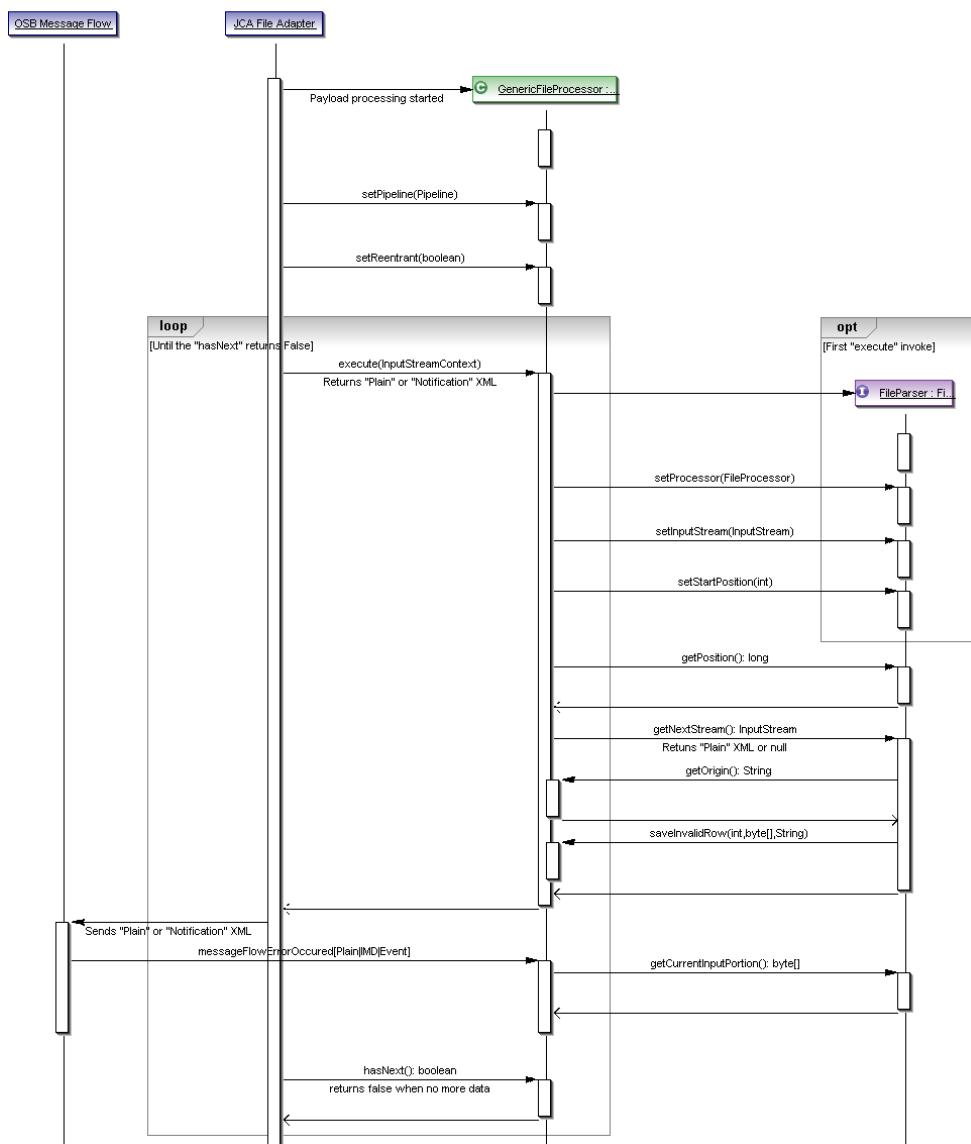 OSB Message Flow
JCA File Adapter
C GenericFileProcessor :...
Payload processing started
setPipeline(Pipeline)
setReentrant(boolean)
loop
[Until the "hasNext" returns False]
opt
[First "execute" invoke]
execute(InputStreamContext)
Returns "Plain" or "Notification" XML
I FileParser : Fi...
setProcessor(FileProcessor)
setInputStream(InputStream)
setStartPosition(int)
getPosition(): long
getNextStream(): InputStream
Retuns "Plain" XML or null
getOrigin(): String
saveInvalidRow(int,byte[],String)
Sends "Plain" or "Notification" XML
messageFlowErrorOccured[Plain|IMD|Event]
getCurrentInputPortion(): byte[]
hasNext(): boolean
returns false when no more data